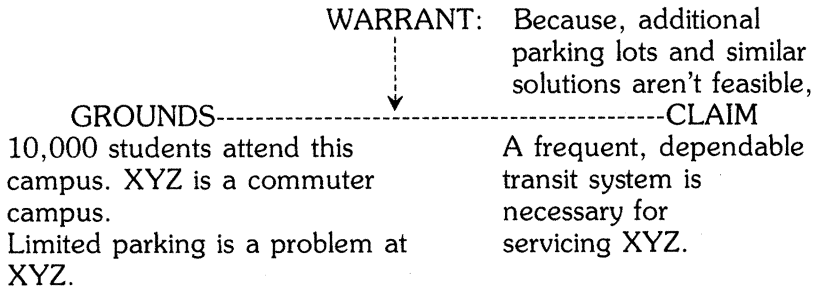 WARRANT: Because, additional
parking lots and similar
solutions aren't feasible,
GROUNDS--------------------------------------------CLAIM
10,000 students attend this
campus. XYZ is a commuter
campus.
Limited parking is a problem at
XYZ.
A frequent, dependable
transit system is
necessary for
servicing XYZ.